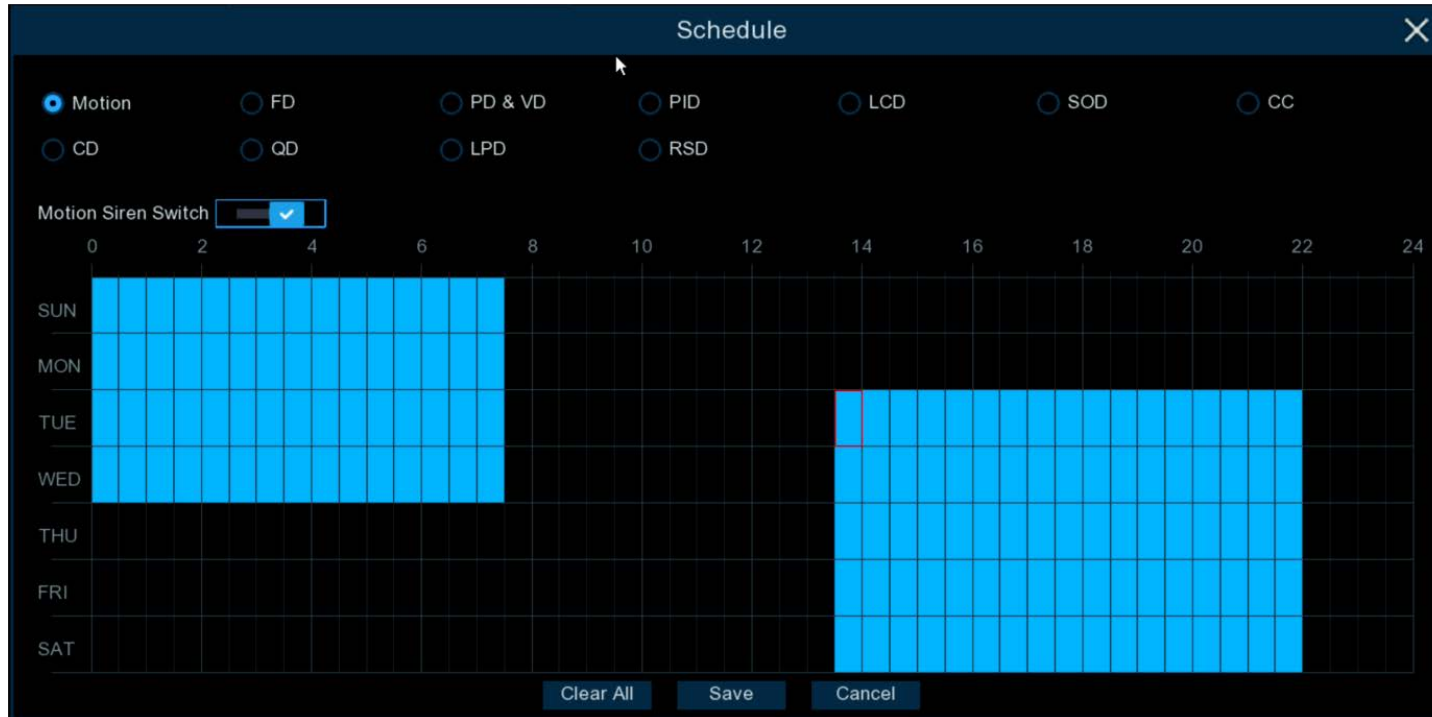 Schedule
Motion FD PD & VD PID LCD SOD CC
CD QD LPD RSD
Motion Siren Switch
0 2 4 6 8 10 12 14 16 18 20 22 24
SUN
MON
TUE
WED
THU
FRI
SAT
Clear All Save Cancel